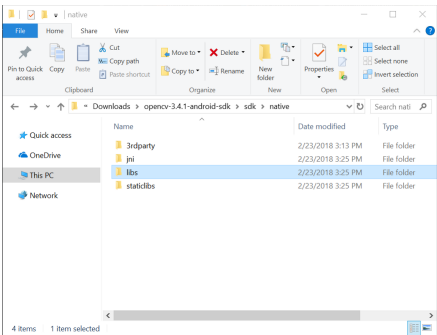 native
File Home Share View
Pin to Quick access
Copy
Paste
Cut
Copy path
Paste shortcut
Clipboard
Move to
Copy to
Delete
Rename
Organize
New folder
New
Properties
Open
Select all
Select none
Invert selection
Select
« Downloads > opencv-3.4.1-android-sdk > sdk > native
Search nati
Name Date modified Type
Quick access
OneDrive
This PC
Network
3rdparty 2/23/2018 3:13 PM File folder
jni 2/23/2018 3:25 PM File folder
libs 2/23/2018 3:25 PM File folder
staticlibs 2/23/2018 3:25 PM File folder
4 items 1 item selected